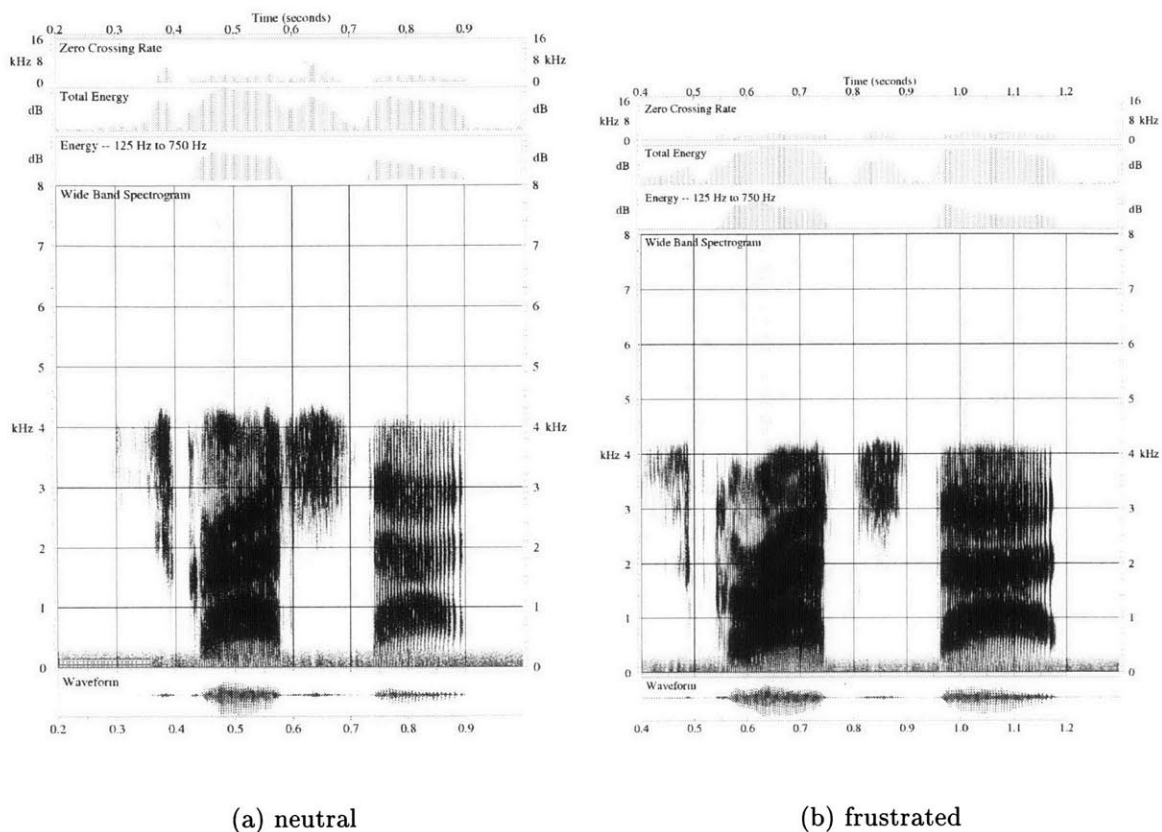 Time (seconds)
0.2 0.3 0.4 0.5 0.6 0.7 0.8 0.9
16 Zero Crossing Rate 16
kHz 8 8 kHz
0 0
dB Total Energy dB
dB Energy -- 125 Hz to 750 Hz dB
8 Wide Band Spectrogram 8
7 7
6 6
5 5
kHz 4 4 kHz
3 3
2 2
1 1
0 0
Waveform
0.2 0.3 0.4 0.5 0.6 0.7 0.8 0.9
(a) neutral
Time (seconds)
0.4 0.5 0.6 0.7 0.8 0.9 1.0 1.1 1.2
16 Zero Crossing Rate 16
kHz 8 8 kHz
0 0
dB Total Energy dB
dB Energy -- 125 Hz to 750 Hz dB
8 Wide Band Spectrogram 8
7 7
6 6
5 5
kHz 4 4 kHz
3 3
2 2
1 1
0 0
Waveform
0.4 0.5 0.6 0.7 0.8 0.9 1.0 1.1 1.2
(b) frustrated